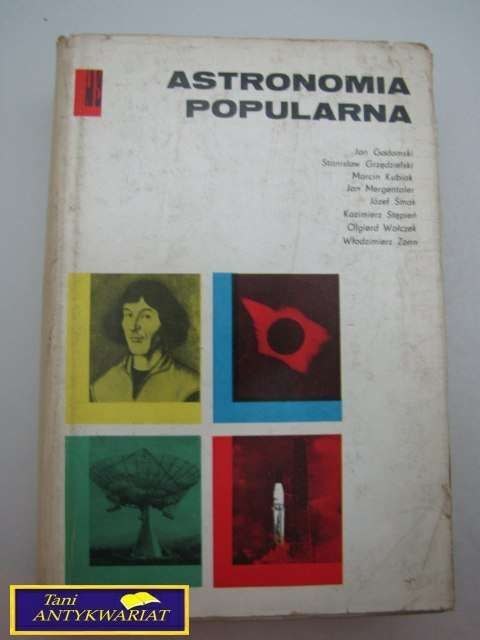 ASTRONOMIA
POPULARNA
Jan Gadomski
Stanisław Grzędzielski
Marcin Kubiak
Jan Mergentaler
Józef Smak
Kazimierz Stępień
Olgierd Wołczek
Włodzimierz Zonn
Tani
ANTYKWARIAT